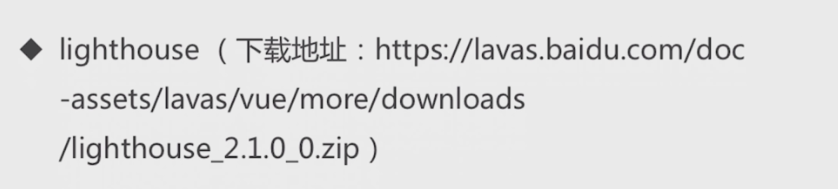 ◆ lighthouse（下载地址：https://lavas.baidu.com/doc
-assets/lavas/vue/more/downloads
/lighthouse_2.1.0_0.zip）